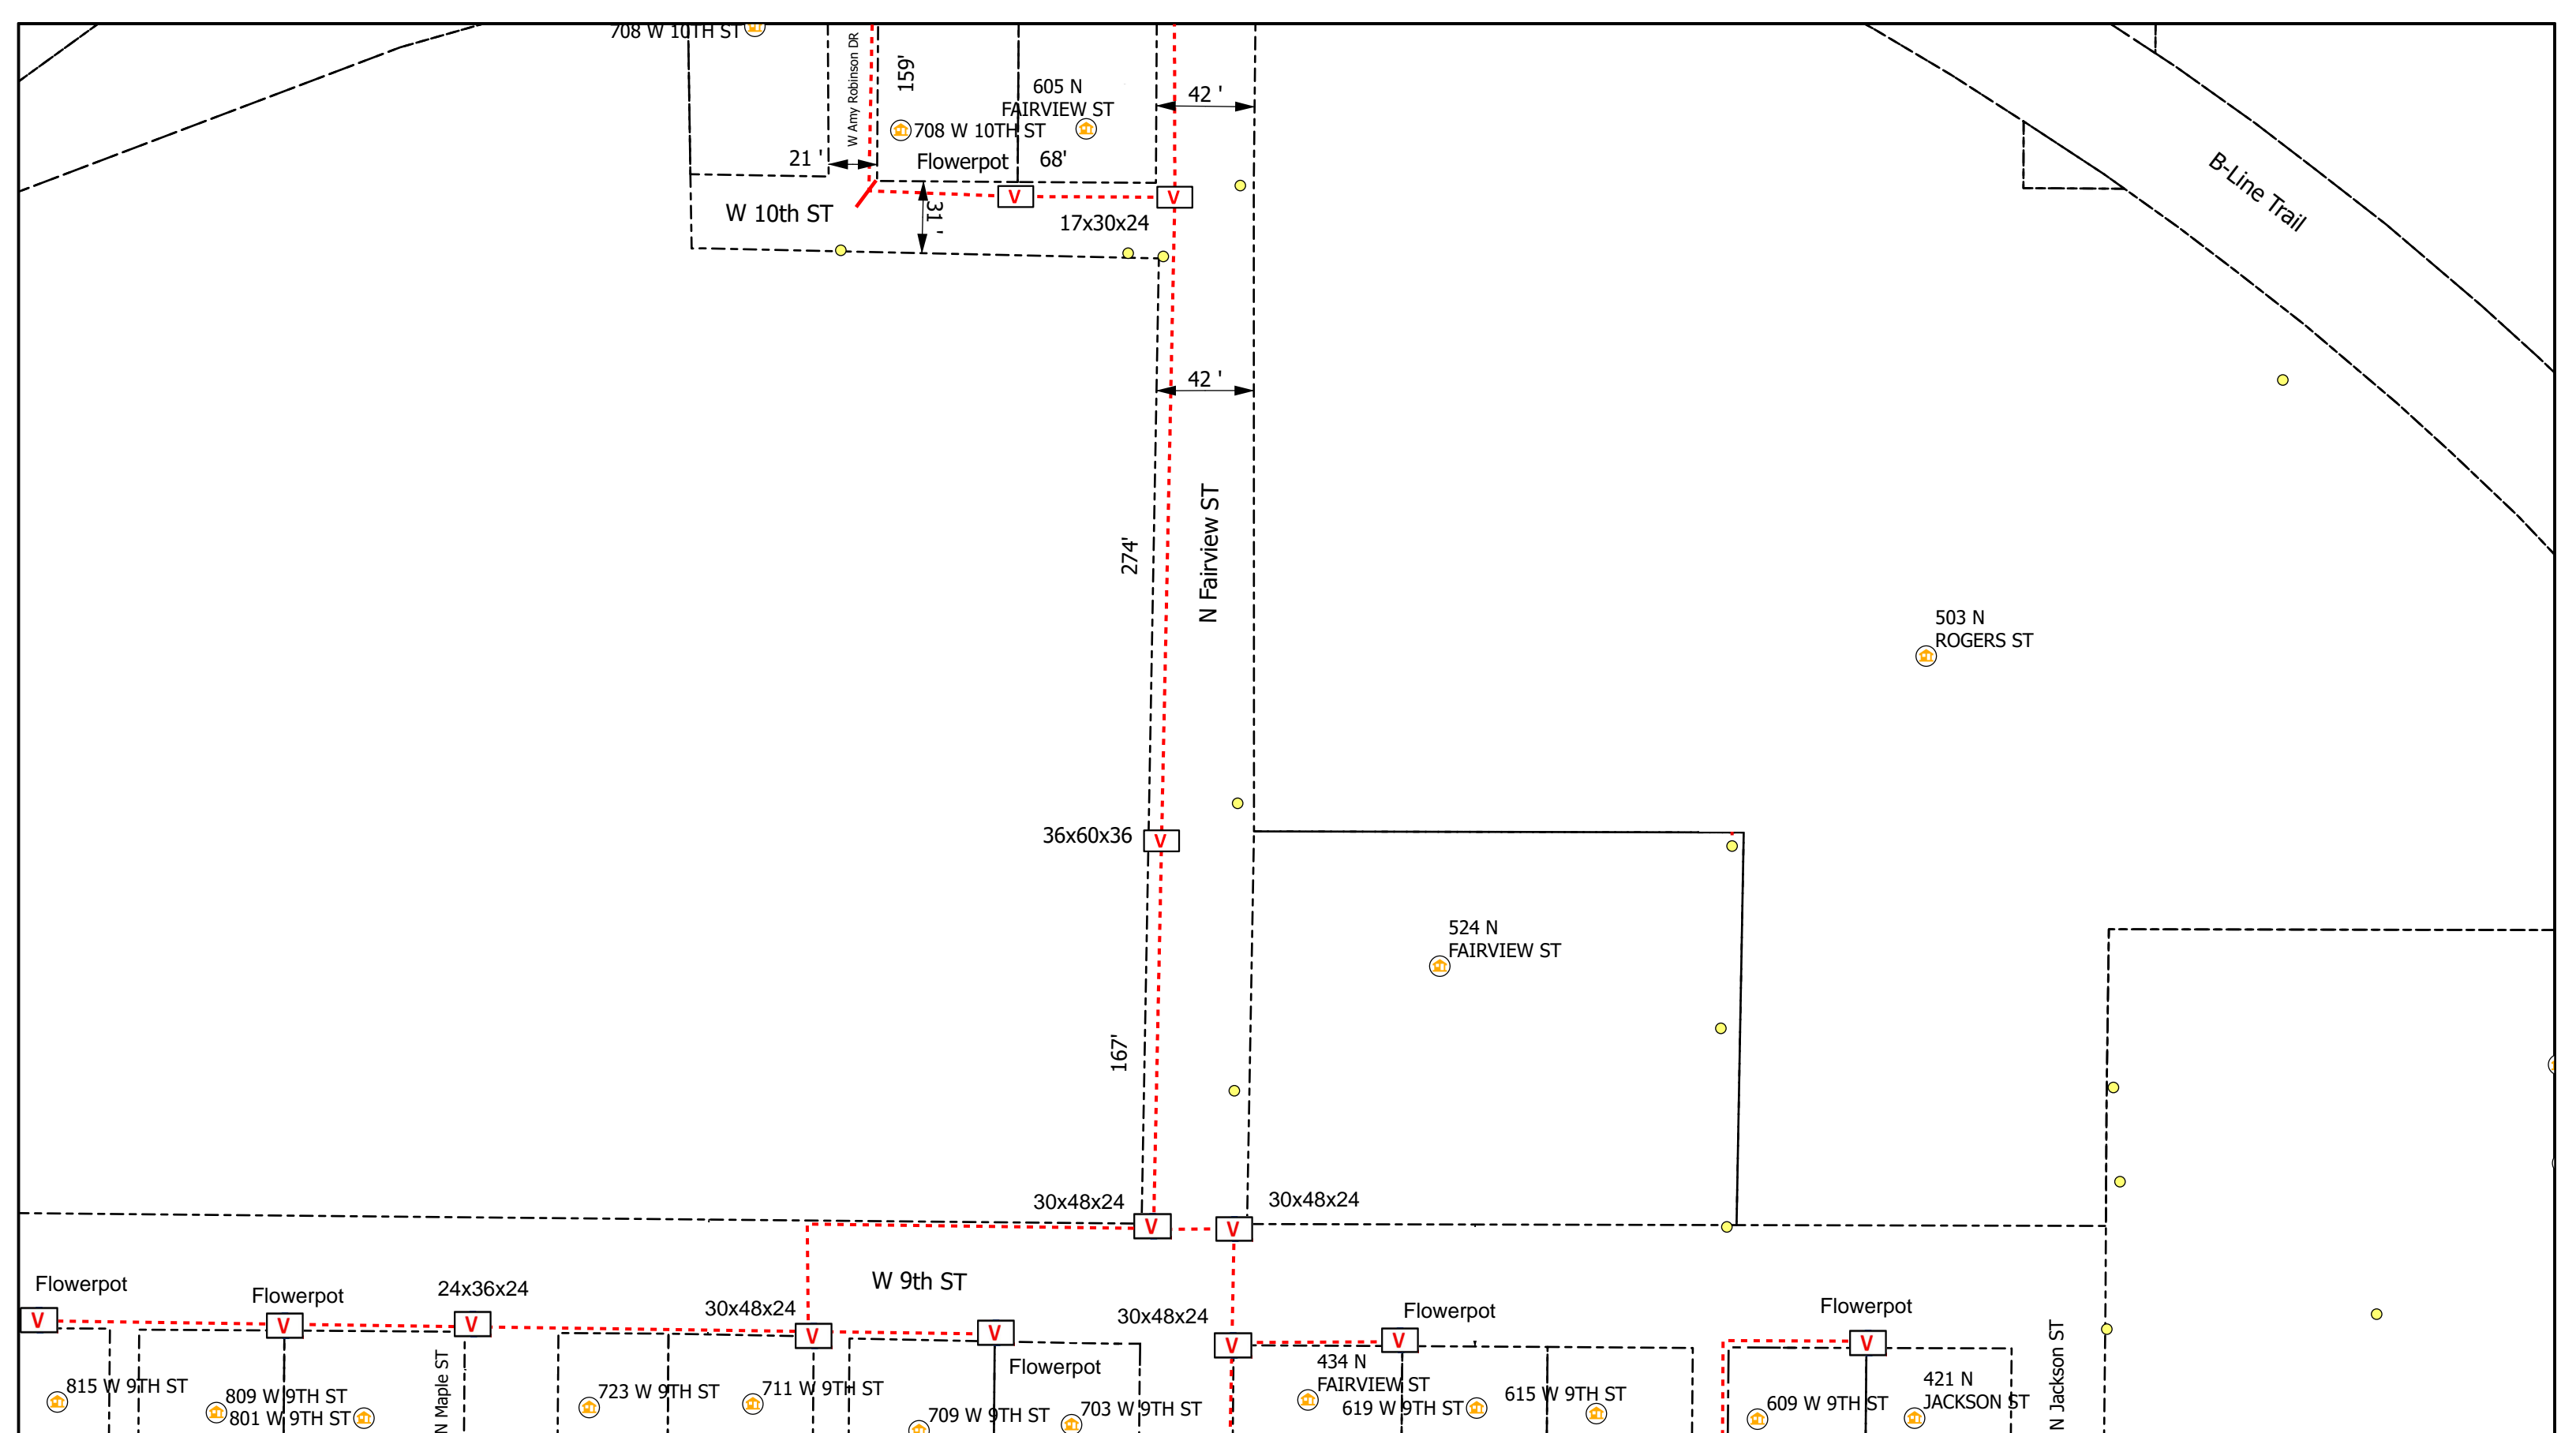 708 W 10TH ST
W Amy Robinson DR
159'
605 N
FAIRVIEW ST
42 '
708 W 10TH ST
21 '
Flowerpot
68'
B-Line Trail
V
V
W 10th ST
31 '
17x30x24
42 '
274'
N Fairview ST
503 N
ROGERS ST
36x60x36
V
524 N
FAIRVIEW ST
167'
30x48x24
30x48x24
V
V
Flowerpot
Flowerpot
24x36x24
W 9th ST
30x48x24
30x48x24
Flowerpot
Flowerpot
V
V
V
V
V
V
V
V
Flowerpot
N Maple ST
N Jackson ST
815 W 9TH ST
809 W 9TH ST
801 W 9TH ST
723 W 9TH ST
711 W 9TH ST
709 W 9TH ST
703 W 9TH ST
434 N
FAIRVIEW ST
619 W 9TH ST
615 W 9TH ST
609 W 9TH ST
421 N
JACKSON ST